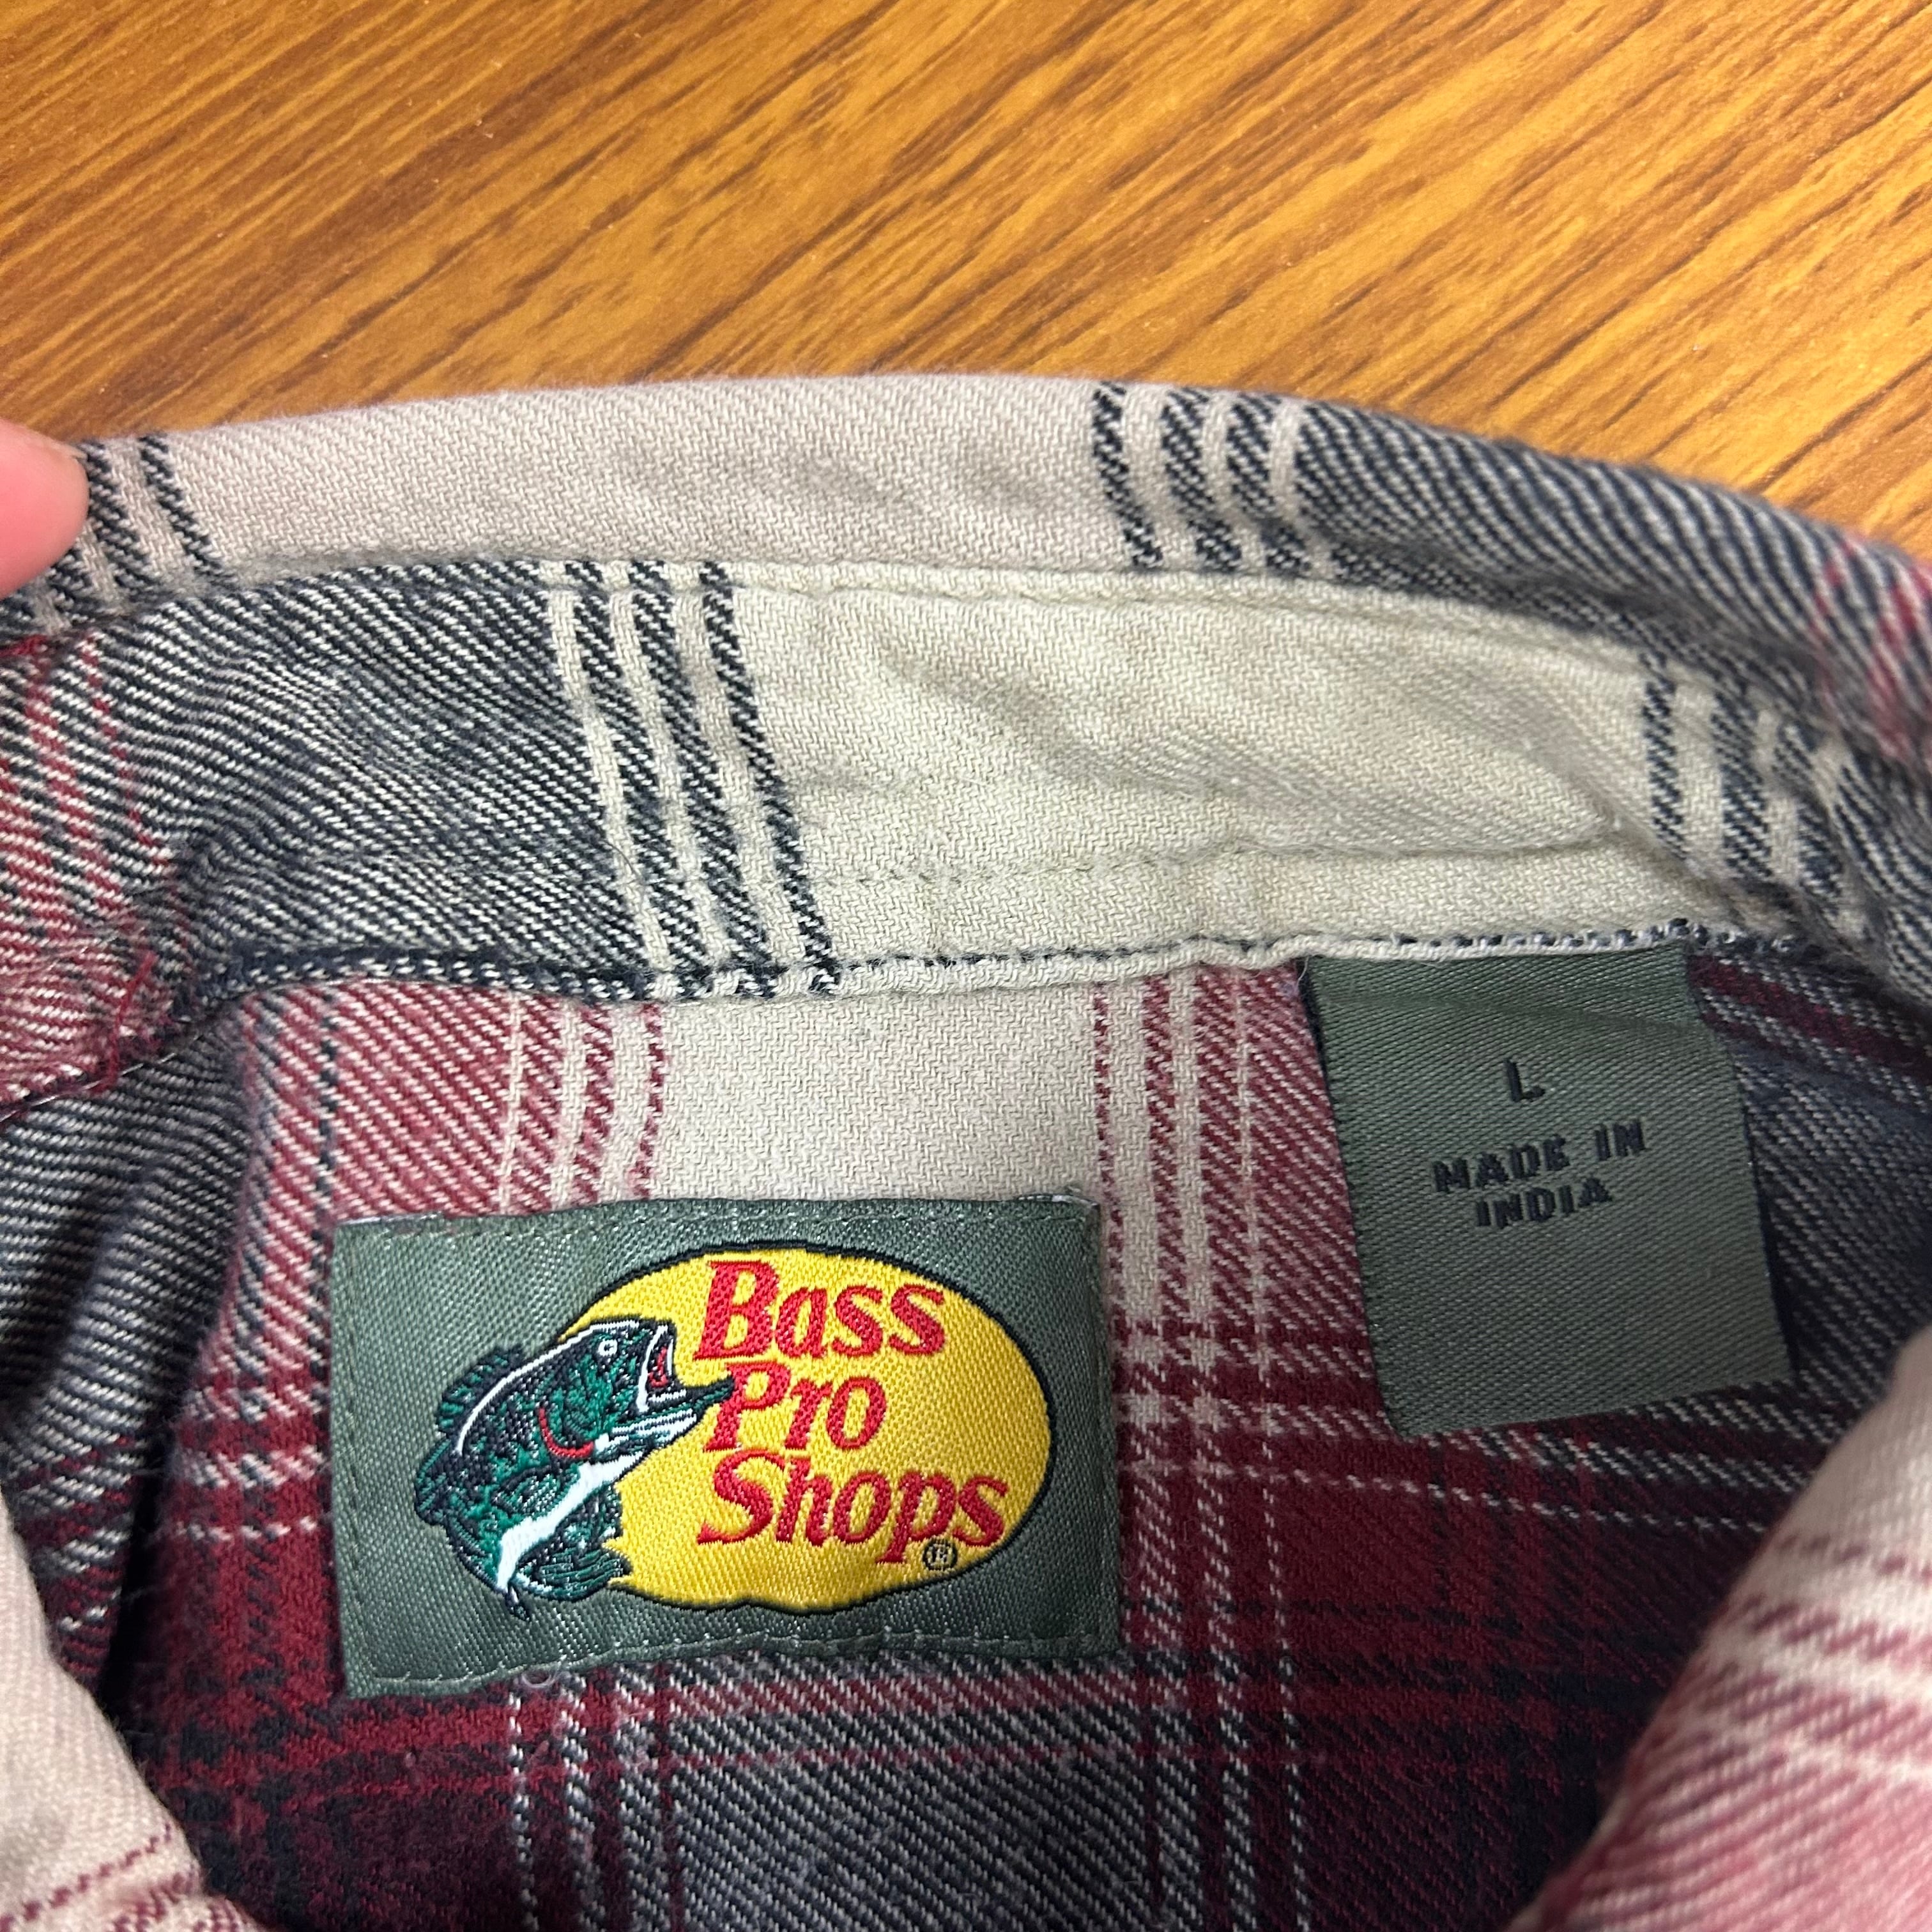 L
MADE IN
INDIA
Bass
Pro
Shops®